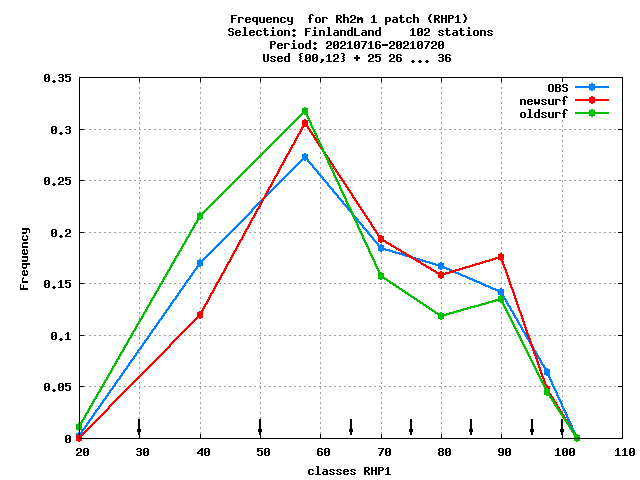 Frequency  for Rh2m 1 patch (RHP1)
Selection: FinlandLand    102 stations
Period: 20210716-20210720
Used {00,12} + 25 26 ... 36
0.35
0.3
0.25
0.2
0.15
0.1
0.05
0
Frequency
OBS
newsurf
oldsurf
20 30 40 50 60 70 80 90 100 110
classes RHP1